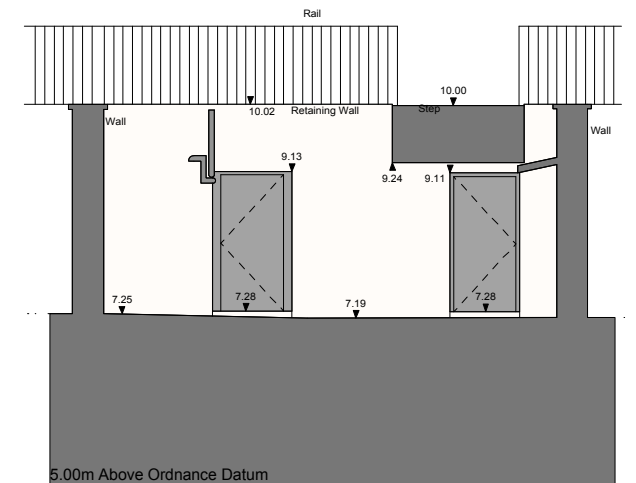 Rail
10.00
10.02
Retaining Wall
Step
Wall
Wall
9.13
9.24
9.11
7.25
7.28
7.19
7.28
5.00m Above Ordnance Datum